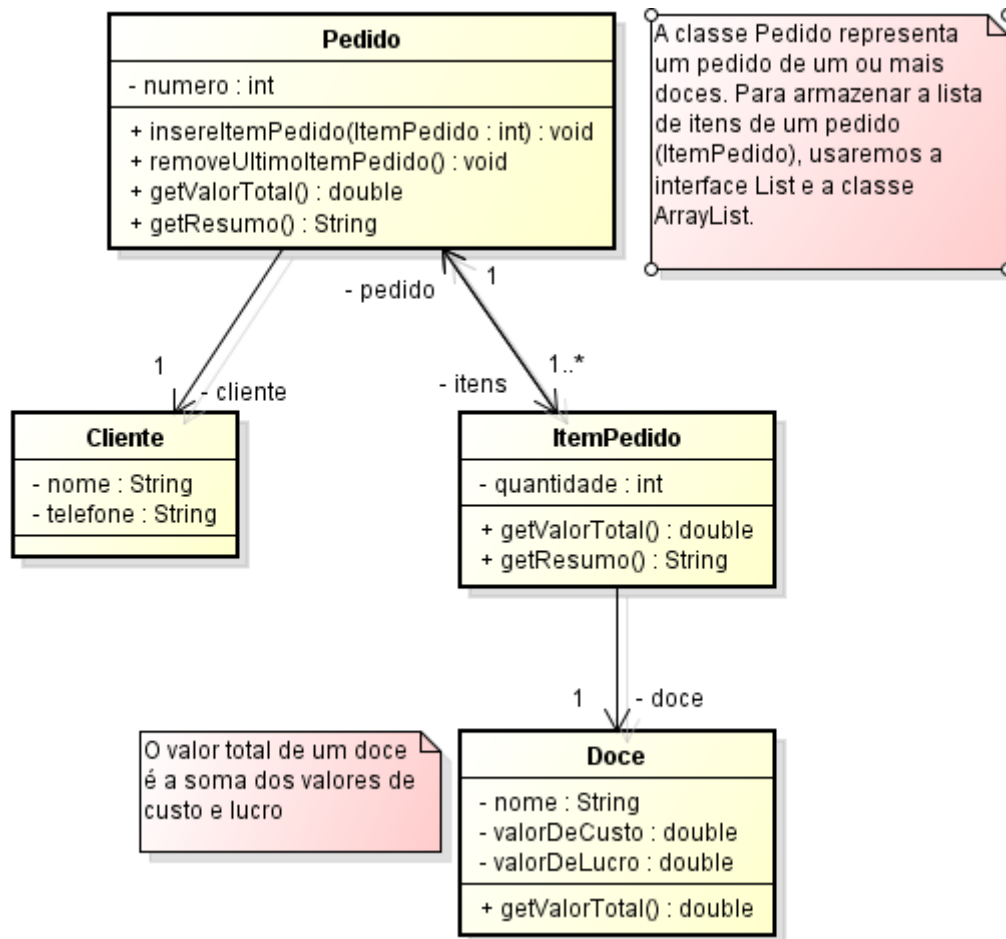 Pedido
- numero : int
+ insereItemPedido(ItemPedido : int) : void
+ removeUltimoItemPedido() : void
+ getValorTotal() : double
+ getResumo() : String
A classe Pedido representa
um pedido de um ou mais
doces. Para armazenar a lista
de itens de um pedido
(ItemPedido), usaremos a
interface List e a classe
ArrayList.
1
- pedido
1
- cliente
1..*
- itens
Cliente
- nome : String
- telefone : String
ItemPedido
- quantidade : int
+ getValorTotal() : double
+ getResumo() : String
1
- doce
O valor total de um doce
é a soma dos valores de
custo e lucro
Doce
- nome : String
- valorDeCusto : double
- valorDeLucro : double
+ getValorTotal() : double